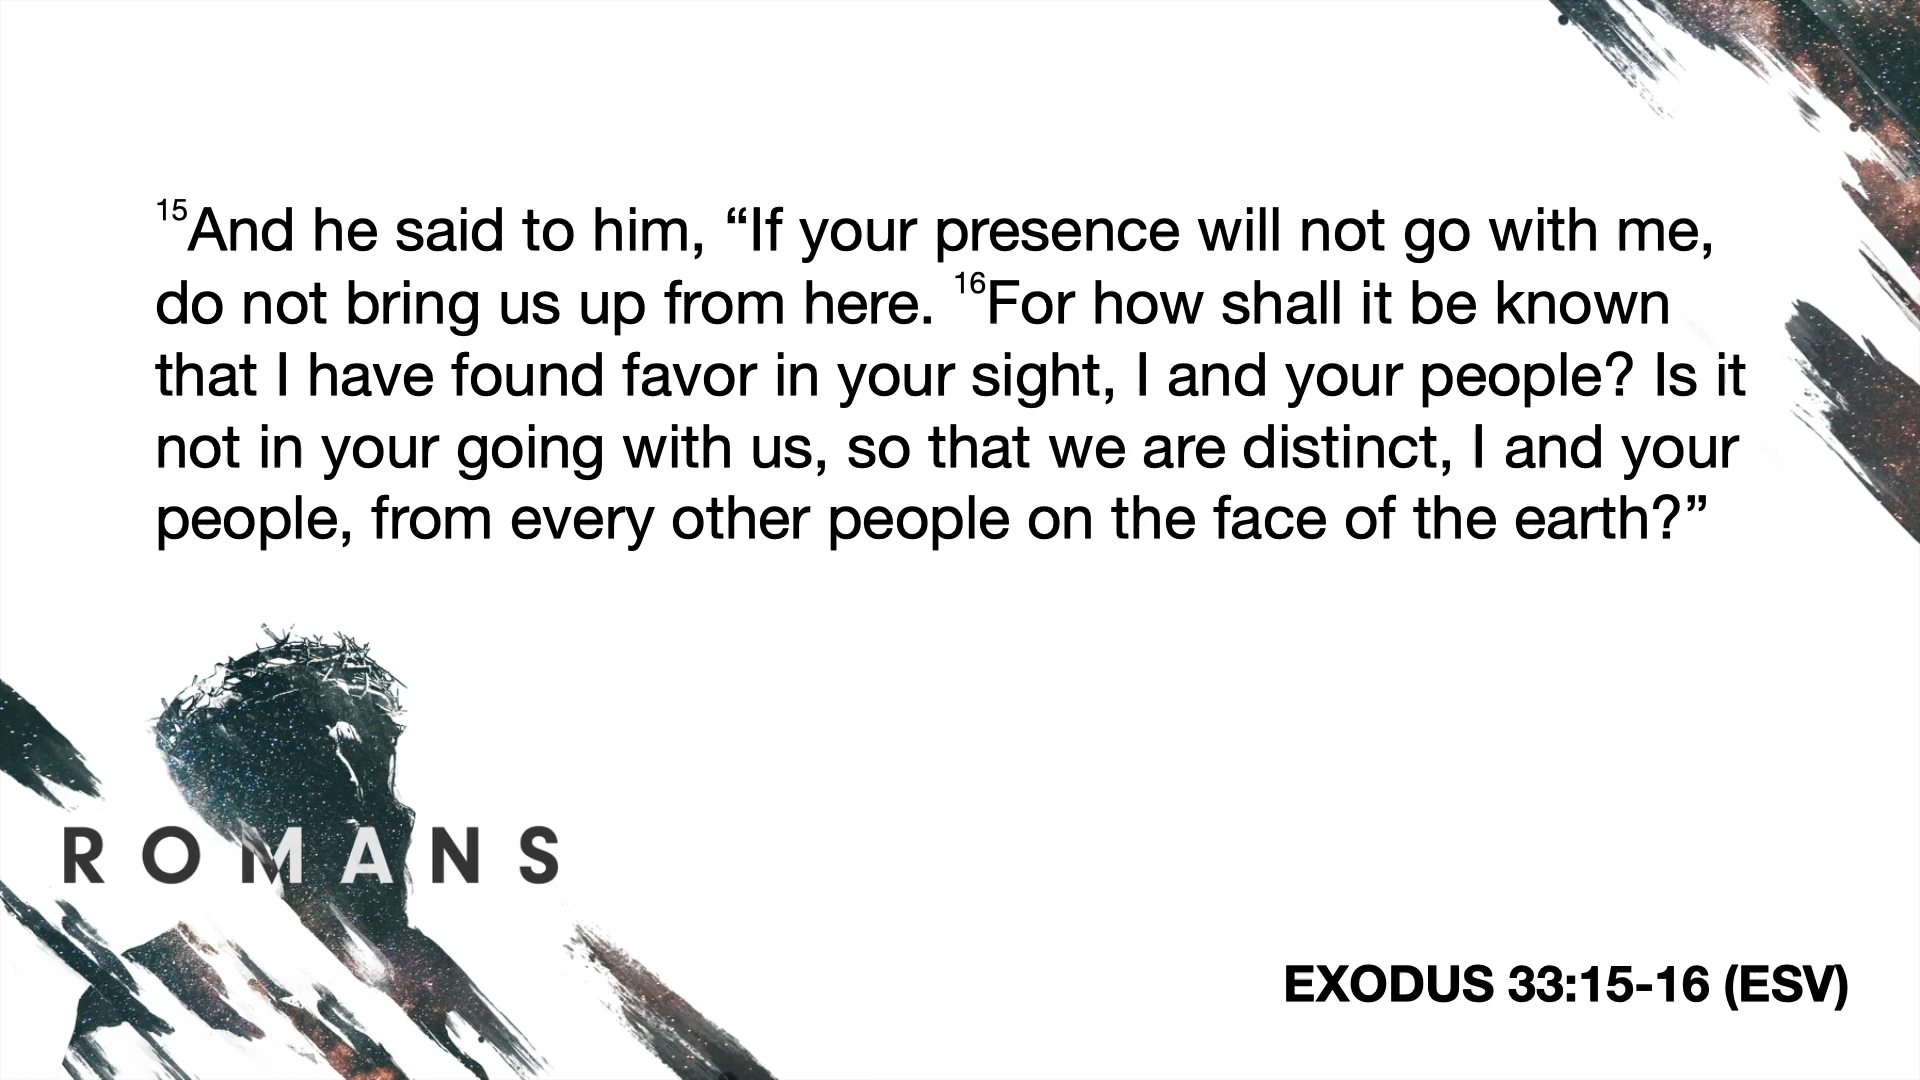 15And he said to him, “If your presence will not go with me,
do not bring us up from here. 16For how shall it be known
that I have found favor in your sight, I and your people? Is it
not in your going with us, so that we are distinct, I and your
people, from every other people on the face of the earth?”
ROMANS
EXODUS 33:15-16 (ESV)